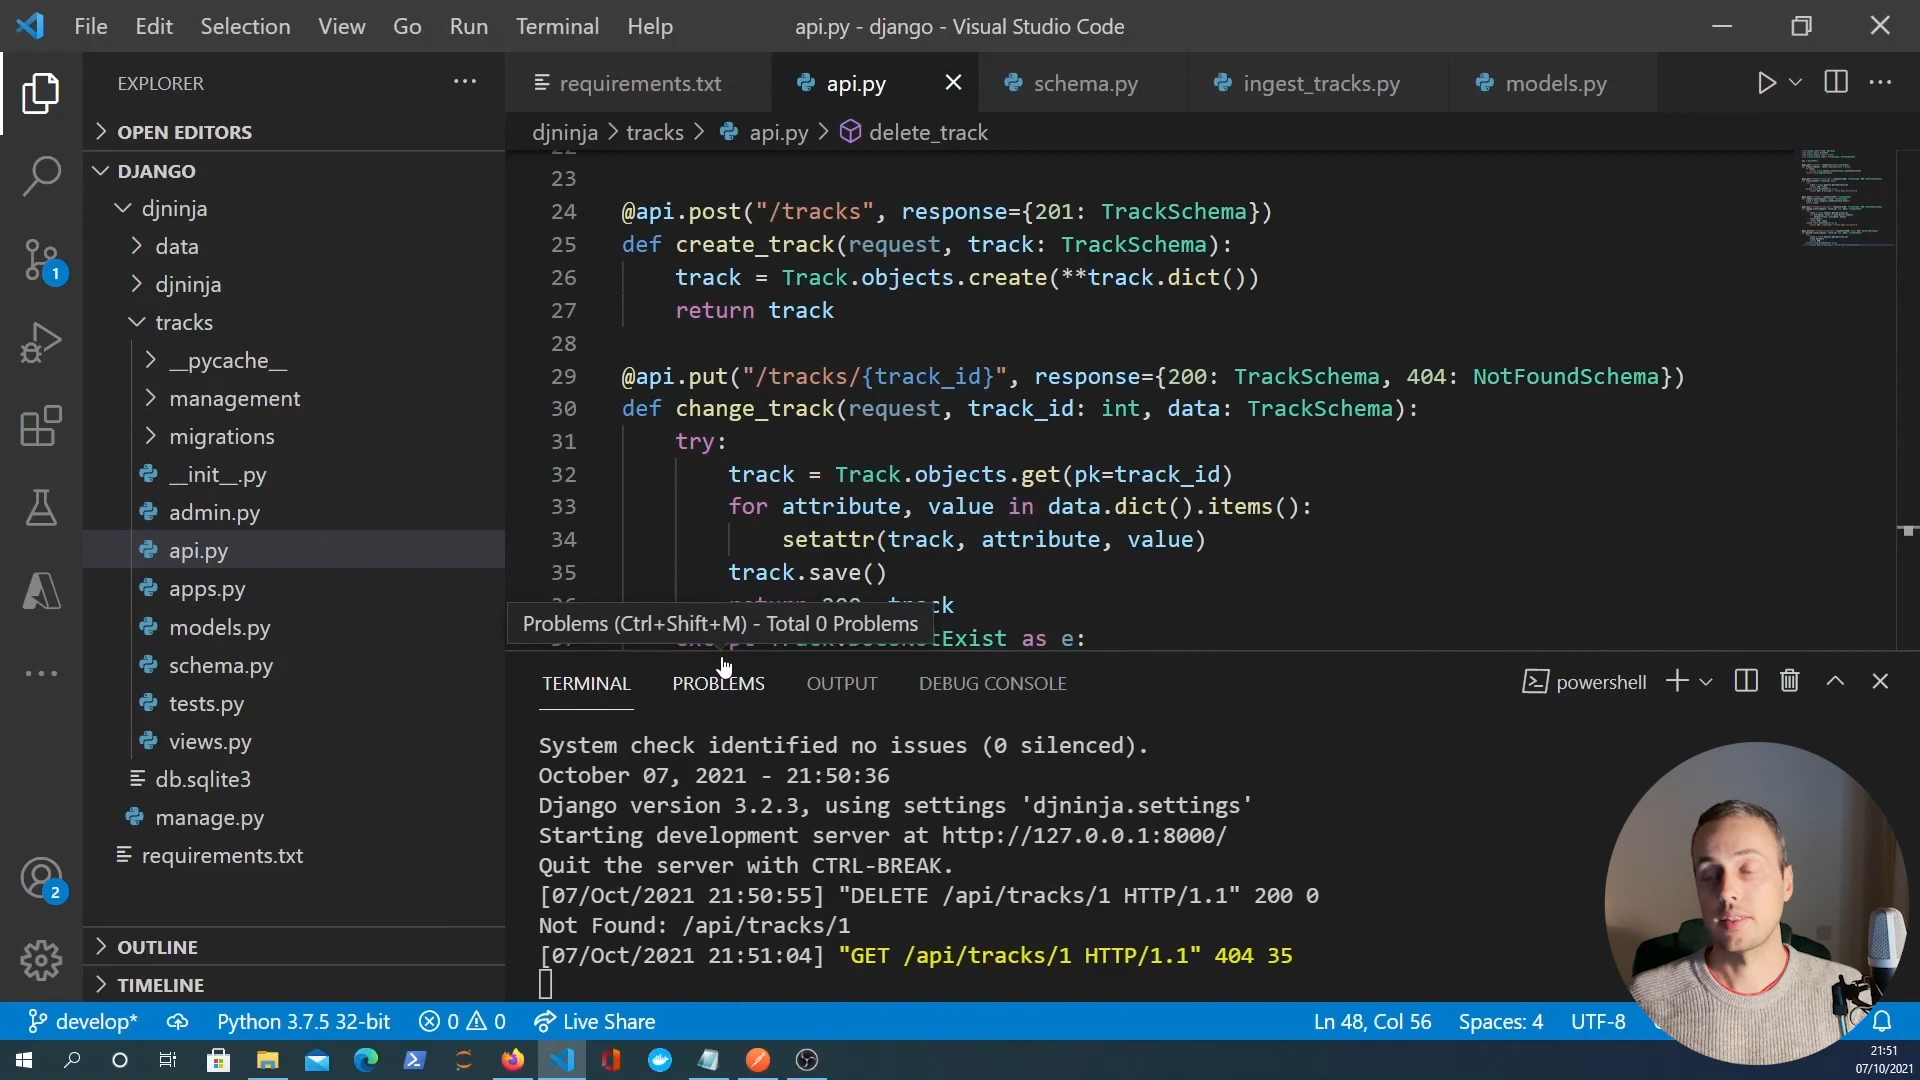 File Edit Selection View Go Run Terminal Help
api.py - django - Visual Studio Code
EXPLORER
OPEN EDITORS
DJANGO
djninja
data
djninja
tracks
__pycache__
management
migrations
__init__.py
admin.py
api.py
apps.py
models.py
schema.py
tests.py
views.py
db.sqlite3
manage.py
requirements.txt
OUTLINE
TIMELINE
1
2
requirements.txt api.py schema.py ingest_tracks.py models.py
djninja > tracks > api.py > delete_track
23
24 @api.post("/tracks", response={201: TrackSchema})
25 def create_track(request, track: TrackSchema):
26 track = Track.objects.create(**track.dict())
27 return track
28
29 @api.put("/tracks/{track_id}", response={200: TrackSchema, 404: NotFoundSchema})
30 def change_track(request, track_id: int, data: TrackSchema):
31 try:
32 track = Track.objects.get(pk=track_id)
33 for attribute, value in data.dict().items():
34 setattr(track, attribute, value)
35 track.save()
Problems (Ctrl+Shift+M) - Total 0 Problems
as e:
TERMINAL PROBLEMS OUTPUT DEBUG CONSOLE
powershell
System check identified no issues (0 silenced).
October 07, 2021 - 21:50:36
Django version 3.2.3, using settings 'djninja.settings'
Starting development server at http://127.0.0.1:8000/
Quit the server with CTRL-BREAK.
[07/Oct/2021 21:50:55] "DELETE /api/tracks/1 HTTP/1.1" 200 0
Not Found: /api/tracks/1
[07/Oct/2021 21:51:04] "GET /api/tracks/1 HTTP/1.1" 404 35
develop* Python 3.7.5 32-bit 0 0 Live Share
Ln 48, Col 56 Spaces: 4 UTF-8
21:51
07/10/2021